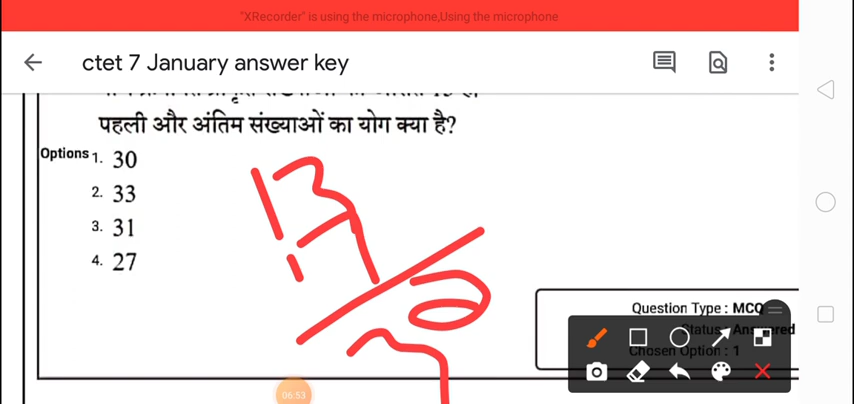 "XRecorder" is using the microphone,Using the microphone
ctet 7 January answer key
पहली और अंतिम संख्याओं का योग क्या है?
Options 1. 30
2. 33
3. 31
4. 27
13
17
Question Type : MCQ
Status : Answered
Chosen Option : 1
06:53